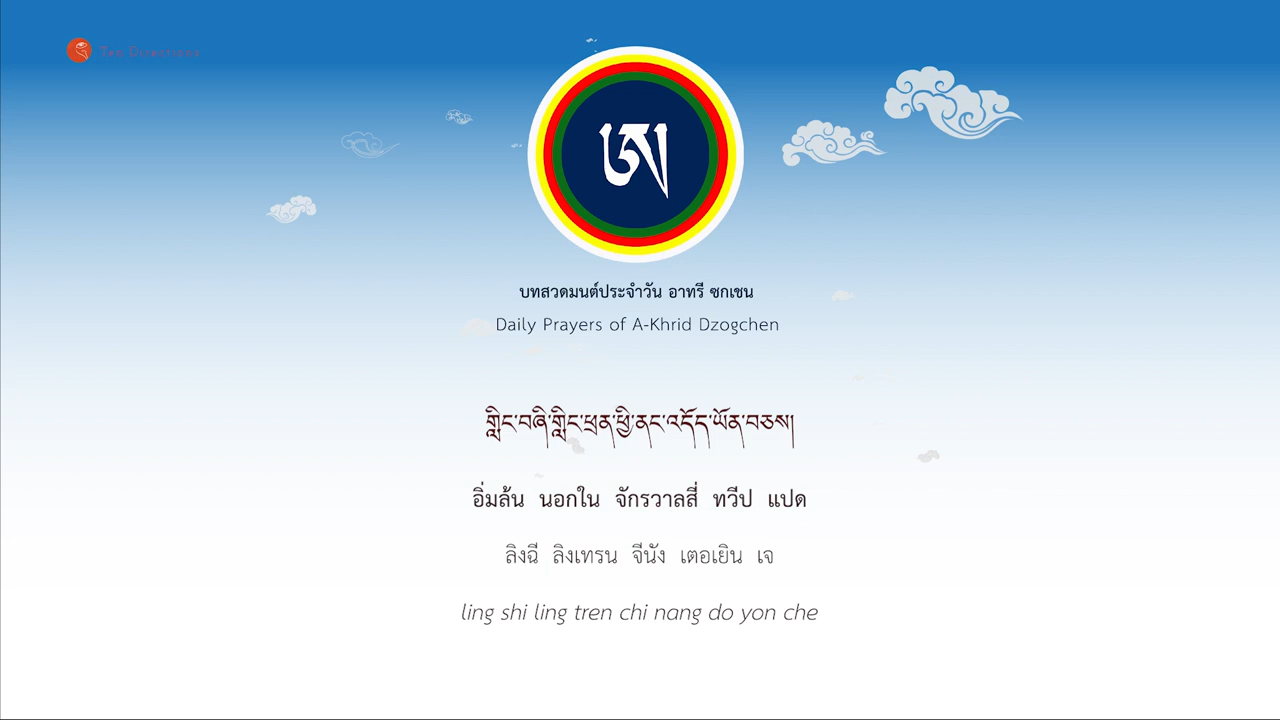 Ten Directions
ཨ
บทสวดมนต์ประจำวัน อาทรี ซกเชน
Daily Prayers of A-Khrid Dzogchen
གླིང་བཞི་གླིང་ཕྲན་ཕྱི་ནང་འདོད་ཡོན་བཅས།
อิ่มล้น นอกใน จักรวาลสี่ ทวีป แปด
ลิงฉี ลิงเทรน จีนัง เตอเยิน เจ
ling shi ling tren chi nang do yon che